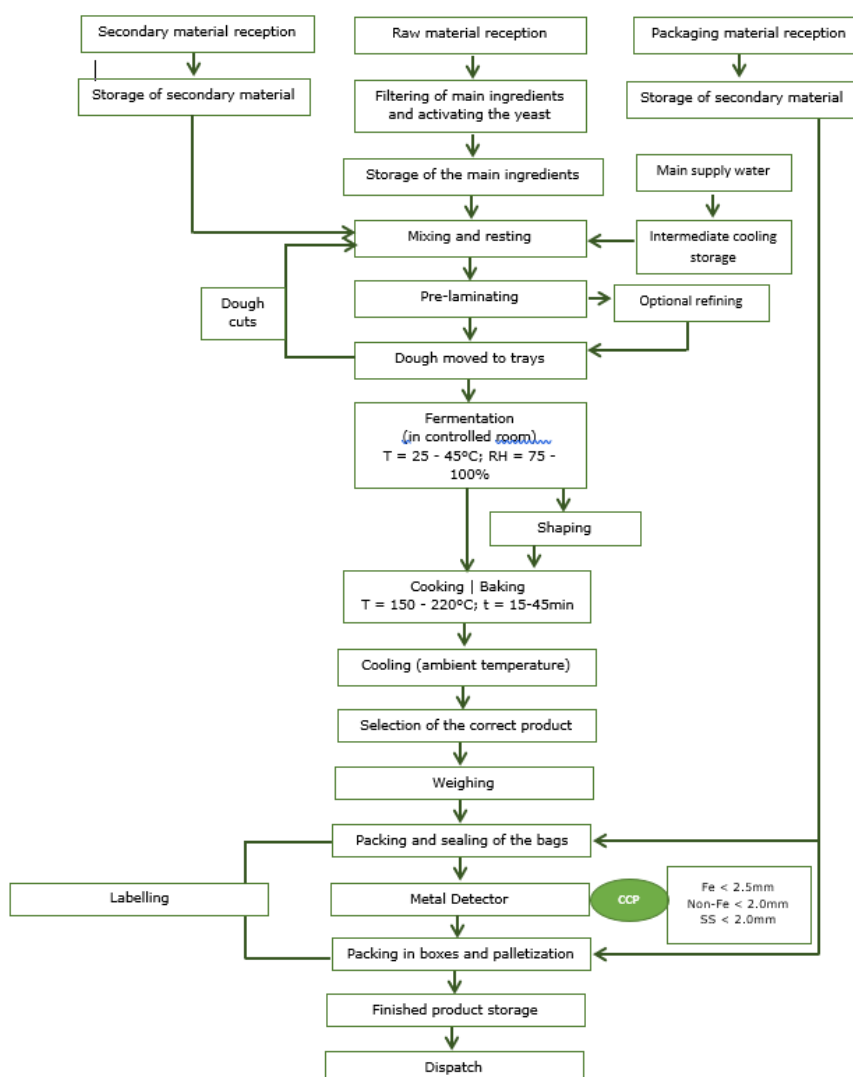 Secondary material reception
Raw material reception
Packaging material reception
Storage of secondary material
Filtering of main ingredients
and activating the yeast
Storage of secondary material
Storage of the main ingredients
Main supply water
Mixing and resting
Intermediate cooling
storage
Pre-laminating
Optional refining
Dough
cuts
Dough moved to trays
Fermentation
(in controlled room)
T = 25 - 45ºC; RH = 75 -
100%
Shaping
Cooking | Baking
T = 150 - 220ºC; t = 15-45min
Cooling (ambient temperature)
Selection of the correct product
Weighing
Packing and sealing of the bags
Labelling
Metal Detector
CCP
Fe < 2.5mm
Non-Fe < 2.0mm
SS < 2.0mm
Packing in boxes and palletization
Finished product storage
Dispatch